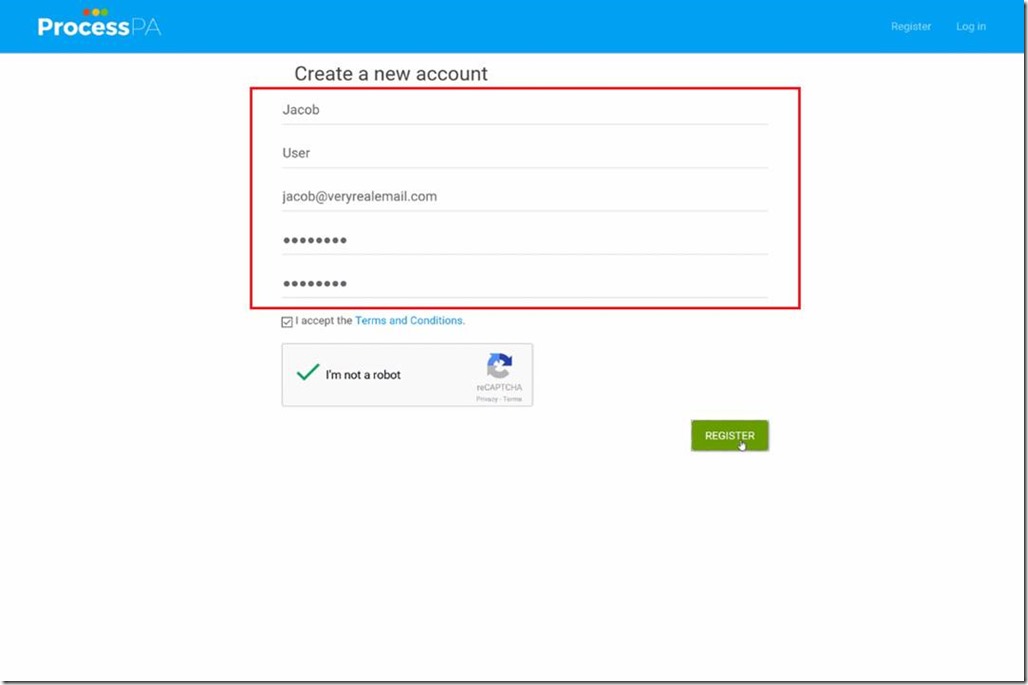 ProcessPA
Register Log in
Create a new account
Jacob
User
jacob@veryrealemail.com
••••••••
••••••••
I accept the Terms and Conditions.
I'm not a robot
reCAPTCHA
Privacy - Terms
REGISTER